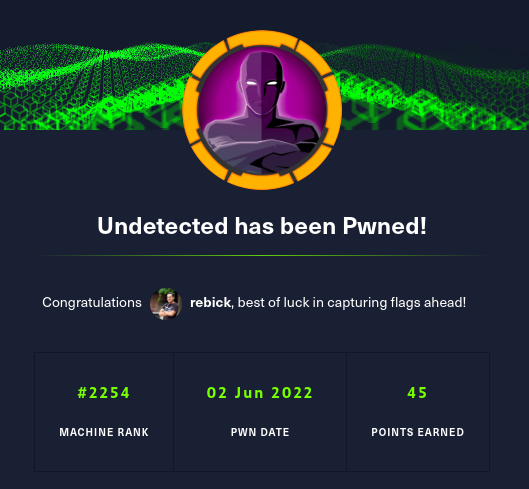 Undetected has been Pwned!
Congratulations rebick, best of luck in capturing flags ahead!
#2254 02 Jun 2022 45
MACHINE RANK PWN DATE POINTS EARNED